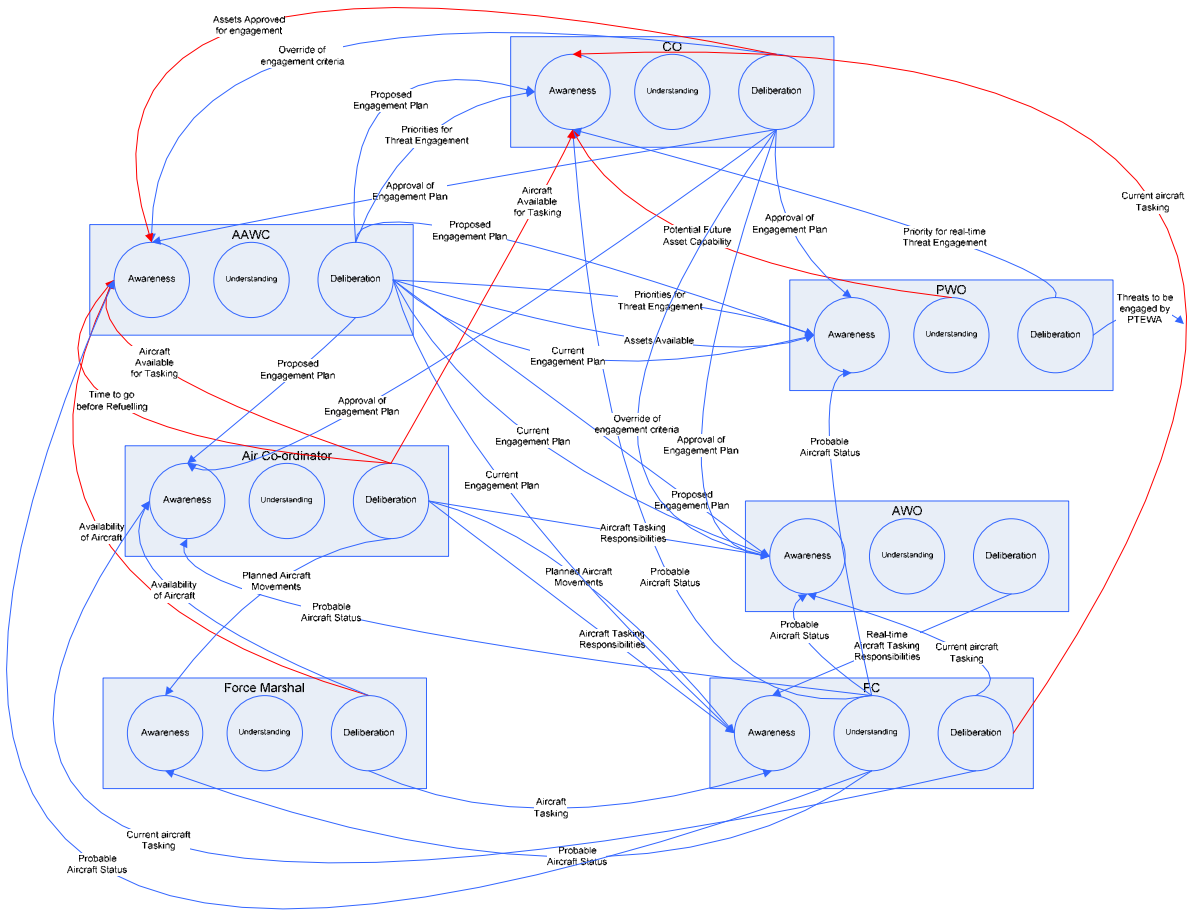 Assets Approved
for engagement
Override of
engagement criteria
CO
Awareness
Understanding
Deliberation
Proposed
Engagement Plan
Priorities for
Threat Engagement
Approval of
Engagement Plan
Aircraft
Available
for Tasking
Current aircraft
Tasking
AAWC
Awareness
Understanding
Deliberation
Proposed
Engagement Plan
Potential Future
Asset Capability
Approval of
Engagement Plan
Priority for real-time
Threat Engagement
PWO
Awareness
Understanding
Deliberation
Threats to be
engaged by
PTEWA
Priorities for
Threat Engagement
Assets Available
Current
Engagement Plan
Aircraft
Available
for Tasking
Proposed
Engagement Plan
Time to go
before Refuelling
Approval of
Engagement Plan
Override of
engagement criteria
Current
Engagement Plan
Approval of
Engagement Plan
Probable
Aircraft Status
Air Co-ordinator
Awareness
Understanding
Deliberation
Current
Engagement Plan
Proposed
Engagement Plan
AWO
Awareness
Understanding
Deliberation
Availability
of Aircraft
Aircraft Tasking
Responsibilities
Planned Aircraft
Movements
Planned Aircraft
Movements
Probable
Aircraft Status
Availability
of Aircraft
Probable
Aircraft Status
Aircraft Tasking
Responsibilities
Probable
Aircraft Status
Real-time
Aircraft Tasking
Responsibilities
Current aircraft
Tasking
Force Marshal
Awareness
Understanding
Deliberation
FC
Awareness
Understanding
Deliberation
Aircraft
Tasking
Current aircraft
Tasking
Probable
Aircraft Status
Probable
Aircraft Status